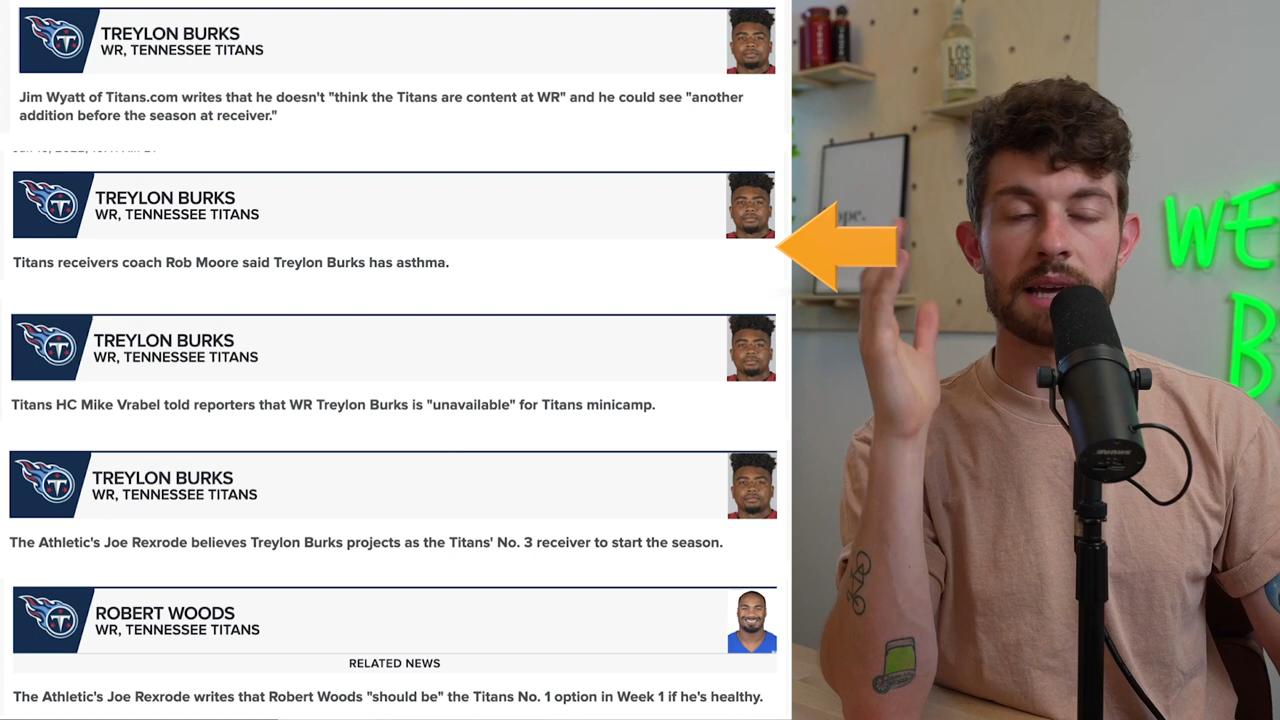 TREYLON BURKS
WR, TENNESSEE TITANS
Jim Wyatt of Titans.com writes that he doesn't "think the Titans are content at WR" and he could see "another
addition before the season at receiver."
TREYLON BURKS
WR, TENNESSEE TITANS
Titans receivers coach Rob Moore said Treylon Burks has asthma.
TREYLON BURKS
WR, TENNESSEE TITANS
Titans HC Mike Vrabel told reporters that WR Treylon Burks is "unavailable" for Titans minicamp.
TREYLON BURKS
WR, TENNESSEE TITANS
The Athletic's Joe Rexrode believes Treylon Burks projects as the Titans' No. 3 receiver to start the season.
ROBERT WOODS
WR, TENNESSEE TITANS
RELATED NEWS
The Athletic's Joe Rexrode writes that Robert Woods "should be" the Titans No. 1 option in Week 1 if he's healthy.
LOS
DOS
WE
B